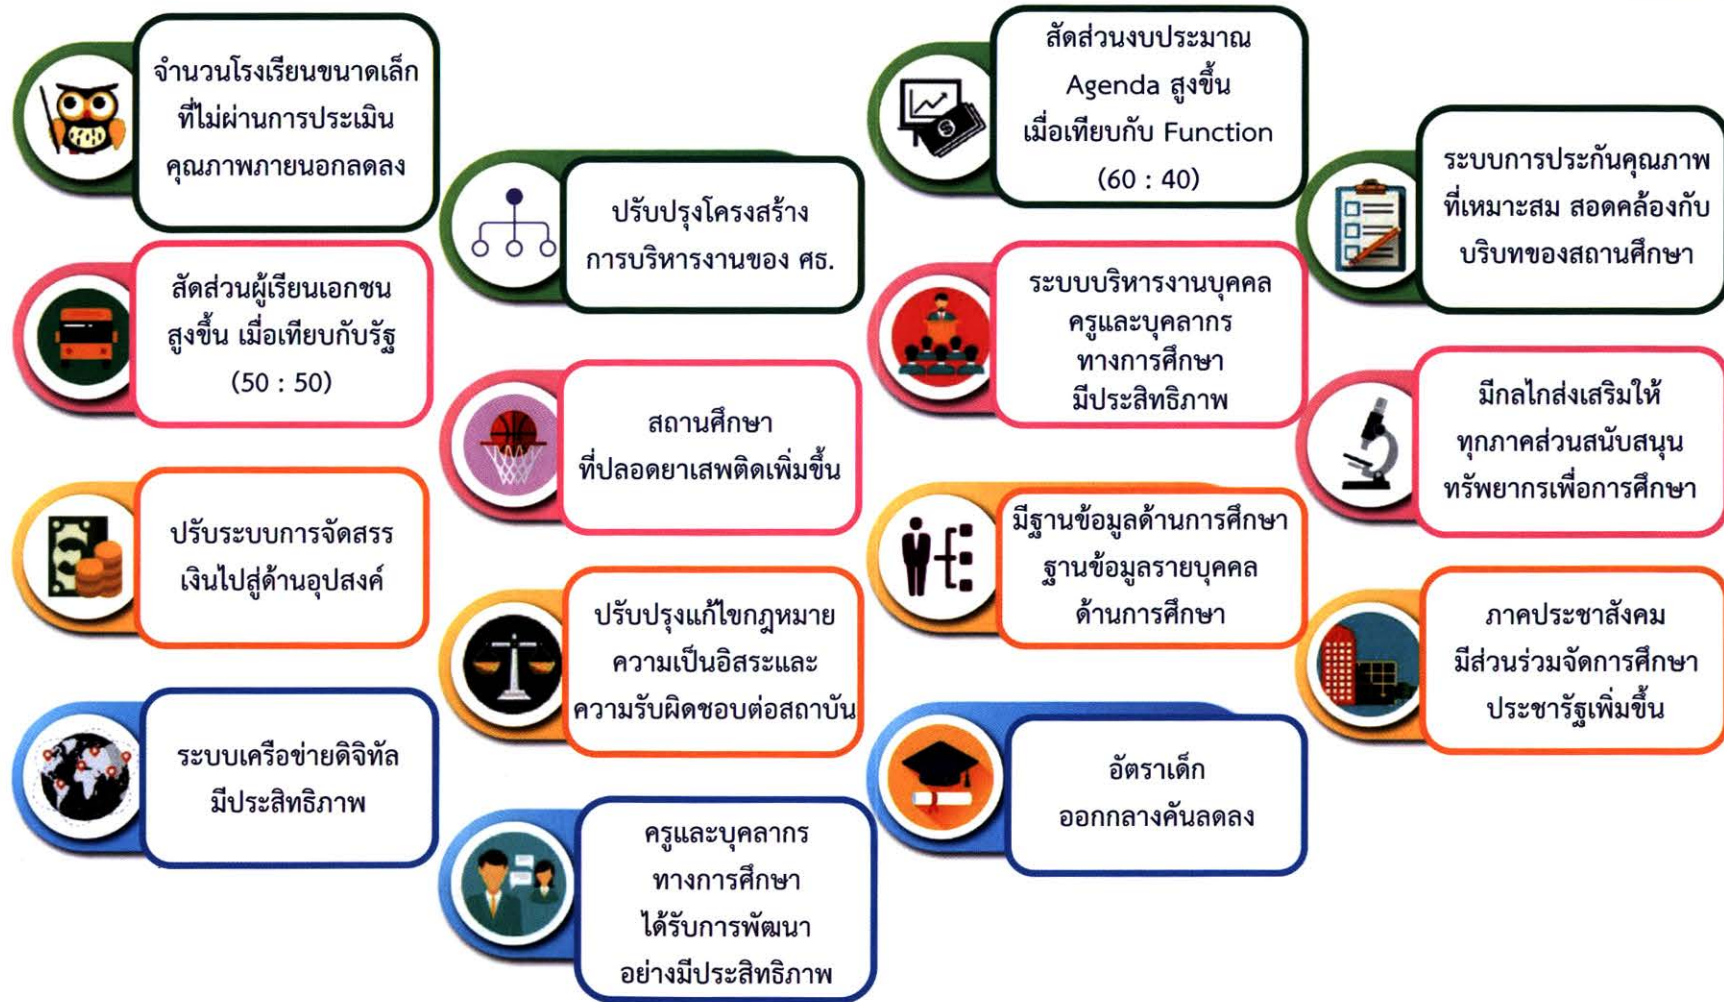 จำนวนโรงเรียนขนาดเล็ก
ที่ไม่ผ่านการประเมิน
คุณภาพภายนอกลดลง
สัดส่วนผู้เรียนเอกชน
สูงขึ้น เมื่อเทียบกับรัฐ
(50 : 50)
ปรับระบบการจัดสรร
เงินไปสู่ด้านอุปสงค์
ระบบเครือข่ายดิจิทัล
มีประสิทธิภาพ
ปรับปรุงโครงสร้าง
การบริหารงานของ ศธ.
สถานศึกษา
ที่ปลอดยาเสพติดเพิ่มขึ้น
ปรับปรุงแก้ไขกฎหมาย
ความเป็นอิสระและ
ความรับผิดชอบต่อสถาบัน
ครูและบุคลากร
ทางการศึกษา
ได้รับการพัฒนา
อย่างมีประสิทธิภาพ
สัดส่วนงบประมาณ
Agenda สูงขึ้น
เมื่อเทียบกับ Function
(60 : 40)
ระบบบริหารงานบุคคล
ครูและบุคลากร
ทางการศึกษา
มีประสิทธิภาพ
มีฐานข้อมูลด้านการศึกษา
ฐานข้อมูลรายบุคคล
ด้านการศึกษา
อัตราเด็ก
ออกกลางคันลดลง
ระบบการประกันคุณภาพ
ที่เหมาะสม สอดคล้องกับ
บริบทของสถานศึกษา
มีกลไกส่งเสริมให้
ทุกภาคส่วนสนับสนุน
ทรัพยากรเพื่อการศึกษา
ภาคประชาสังคม
มีส่วนร่วมจัดการศึกษา
ประชารัฐเพิ่มขึ้น